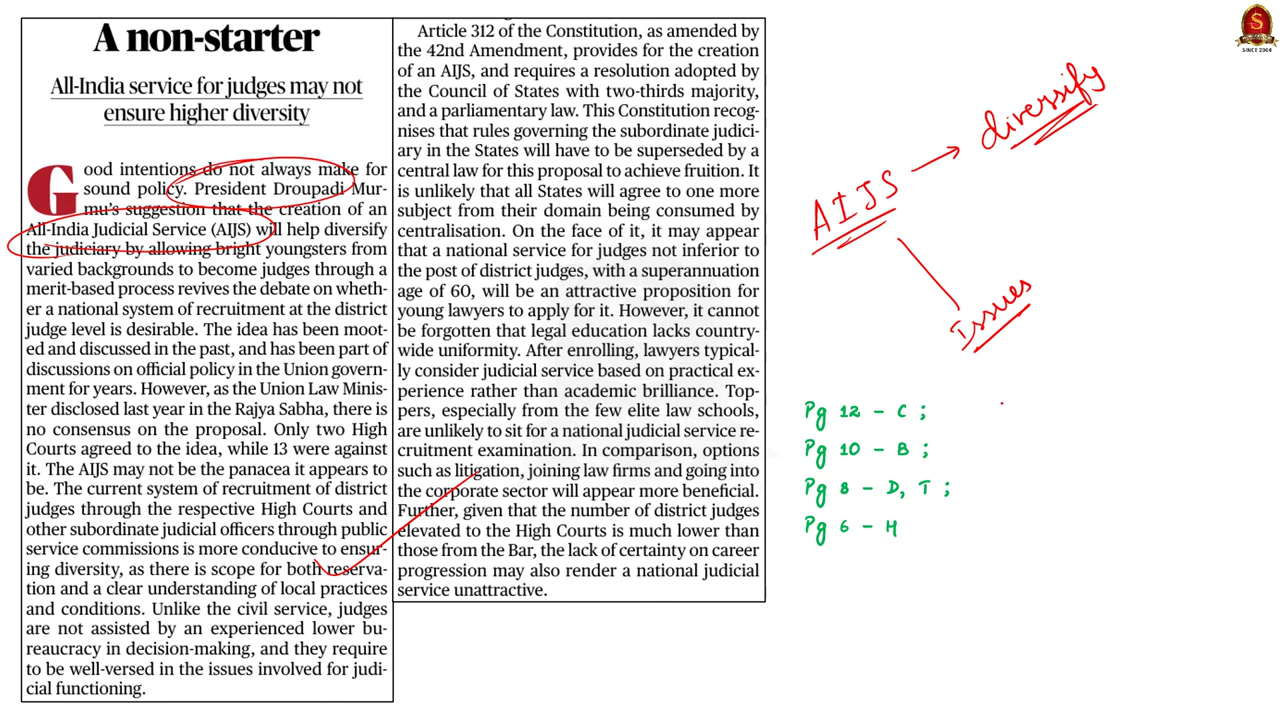 A non-starter
All-India service for judges may not
ensure higher diversity
Good intentions do not always make for
sound policy. President Droupadi Mur-
mu's suggestion that the creation of an
All-India Judicial Service (AIJS) will help diversify
the judiciary by allowing bright youngsters from
varied backgrounds to become judges through a
merit-based process revives the debate on wheth-
er a national system of recruitment at the district
judge level is desirable. The idea has been moot-
ed and discussed in the past, and has been part of
discussions on official policy in the Union govern-
ment for years. However, as the Union Law Minis-
ter disclosed last year in the Rajya Sabha, there is
no consensus on the proposal. Only two High
Courts agreed to the idea, while 13 were against
it. The AIJS may not be the panacea it appears to
be. The current system of recruitment of district
judges through the respective High Courts and
other subordinate judicial officers through public
service commissions is more conducive to ensur-
ing diversity, as there is scope for both reserva-
tion and a clear understanding of local practices
and conditions. Unlike the civil service, judges
are not assisted by an experienced lower bu-
reaucracy in decision-making, and they require
to be well-versed in the issues involved for judi-
cial functioning.
Article 312 of the Constitution, as amended by
the 42nd Amendment, provides for the creation
of an AIJS, and requires a resolution adopted by
the Council of States with two-thirds majority,
and a parliamentary law. This Constitution recog-
nises that rules governing the subordinate judici-
ary in the States will have to be superseded by a
central law for this proposal to achieve fruition. It
is unlikely that all States will agree to one more
subject from their domain being consumed by
centralisation. On the face of it, it may appear
that a national service for judges not inferior to
the post of district judges, with a superannuation
age of 60, will be an attractive proposition for
young lawyers to apply for it. However, it cannot
be forgotten that legal education lacks country-
wide uniformity. After enrolling, lawyers typical-
ly consider judicial service based on practical ex-
perience rather than academic brilliance. Top-
pers, especially from the few elite law schools,
are unlikely to sit for a national judicial service re-
cruitment examination. In comparison, options
such as litigation, joining law firms and going into
the corporate sector will appear more beneficial.
Further, given that the number of district judges
elevated to the High Courts is much lower than
those from the Bar, the lack of certainty on career
progression may also render a national judicial
service unattractive.
AIJS
diversify
Issues
Pg 12 - C ;
Pg 10 - B ;
Pg 8 - D, T ;
Pg 6 - H
S
SINCE 2004